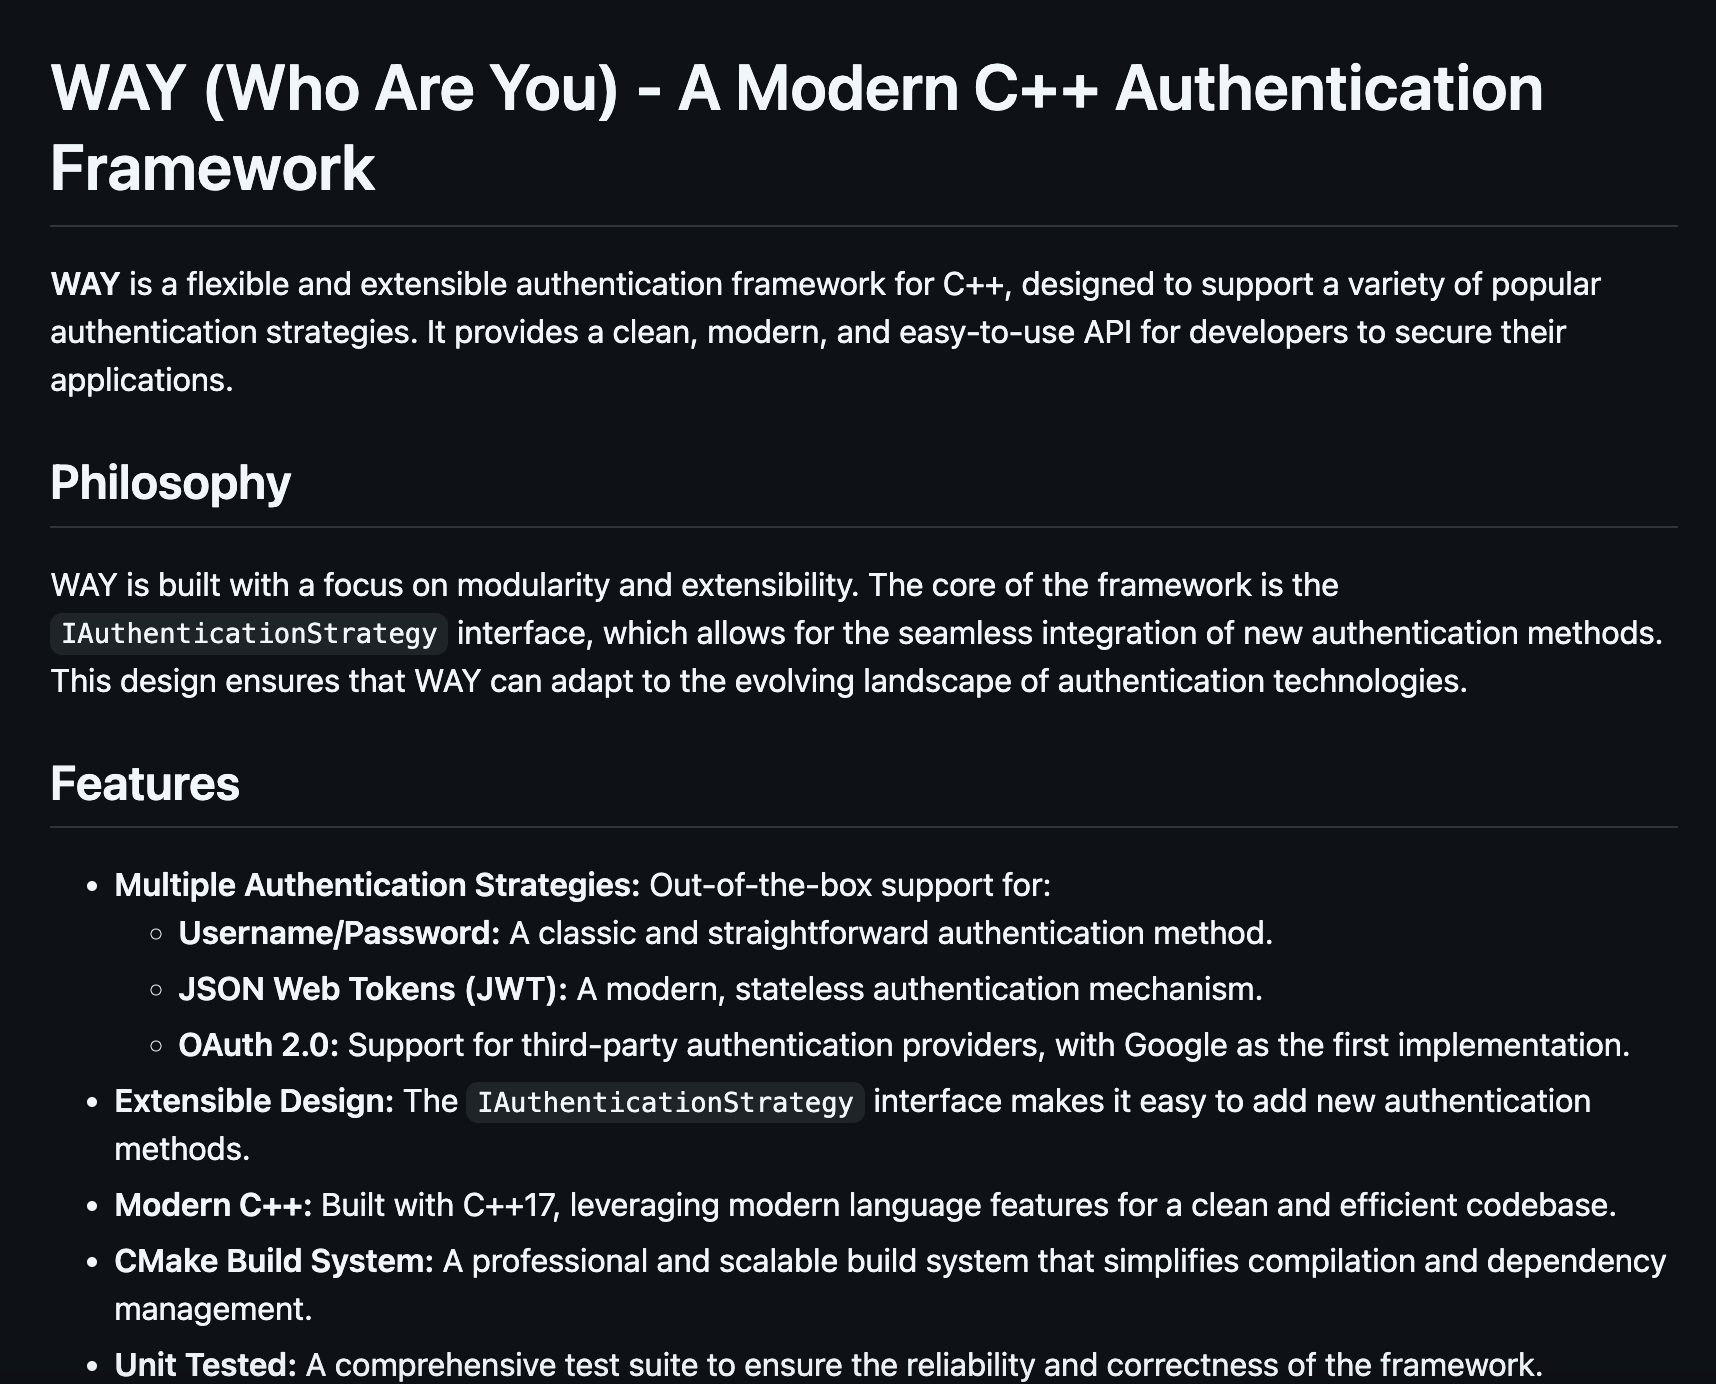 WAY (Who Are You) - A Modern C++ Authentication
Framework
WAY is a flexible and extensible authentication framework for C++, designed to support a variety of popular
authentication strategies. It provides a clean, modern, and easy-to-use API for developers to secure their
applications.
Philosophy
WAY is built with a focus on modularity and extensibility. The core of the framework is the
IAuthenticationStrategy interface, which allows for the seamless integration of new authentication methods.
This design ensures that WAY can adapt to the evolving landscape of authentication technologies.
Features
• Multiple Authentication Strategies: Out-of-the-box support for:
◦ Username/Password: A classic and straightforward authentication method.
◦ JSON Web Tokens (JWT): A modern, stateless authentication mechanism.
◦ OAuth 2.0: Support for third-party authentication providers, with Google as the first implementation.
• Extensible Design: The IAuthenticationStrategy interface makes it easy to add new authentication
methods.
• Modern C++: Built with C++17, leveraging modern language features for a clean and efficient codebase.
• CMake Build System: A professional and scalable build system that simplifies compilation and dependency
management.
• Unit Tested: A comprehensive test suite to ensure the reliability and correctness of the framework.